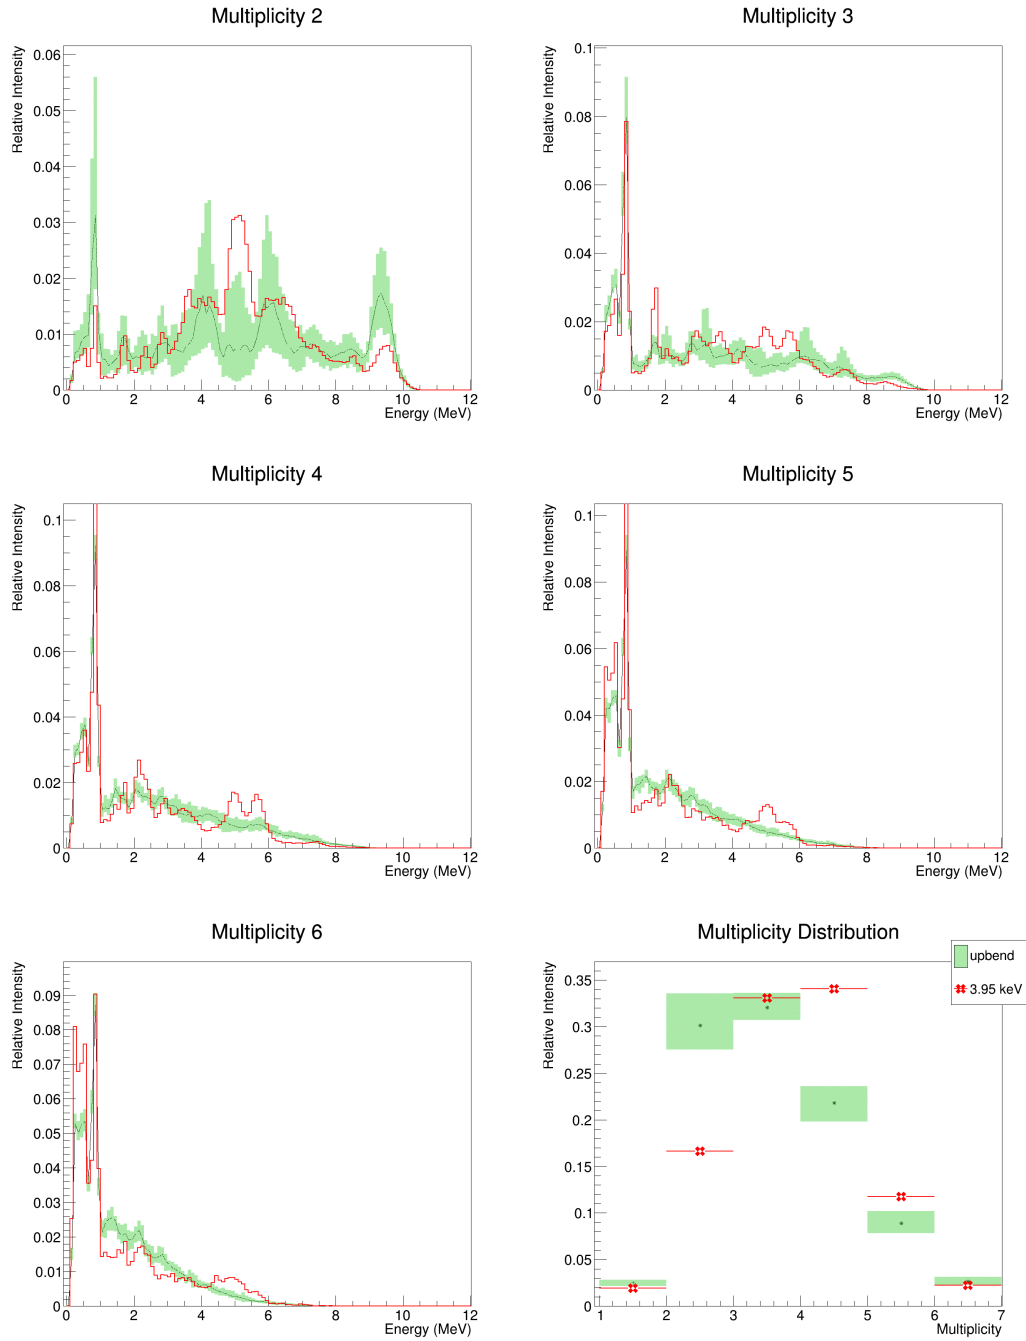 Multiplicity 2
Relative Intensity
0.06
0.05
0.04
0.03
0.02
0.01
0
0 2 4 6 8 10 12
Energy (MeV)
Multiplicity 3
Relative Intensity
0.1
0.08
0.06
0.04
0.02
0
0 2 4 6 8 10 12
Energy (MeV)
Multiplicity 4
Relative Intensity
0.1
0.08
0.06
0.04
0.02
0
0 2 4 6 8 10 12
Energy (MeV)
Multiplicity 5
Relative Intensity
0.1
0.08
0.06
0.04
0.02
0
0 2 4 6 8 10 12
Energy (MeV)
Multiplicity 6
Relative Intensity
0.09
0.08
0.07
0.06
0.05
0.04
0.03
0.02
0.01
0
0 2 4 6 8 10 12
Energy (MeV)
Multiplicity Distribution
Relative Intensity
upbend
3.95 keV
0.35
0.3
0.25
0.2
0.15
0.1
0.05
0
1 2 3 4 5 6 7
Multiplicity